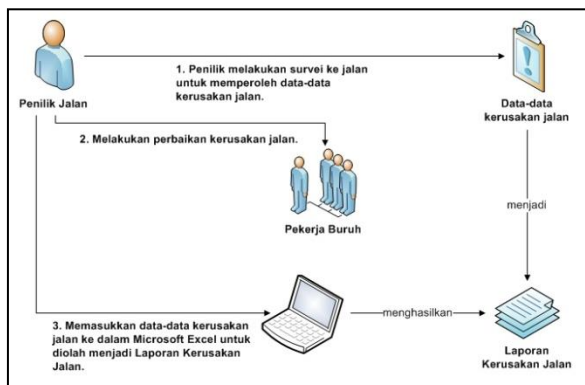 1. Penilik melakukan survei ke jalan
untuk memperoleh data-data
kerusakan jalan.
Penilik Jalan
Data-data
kerusakan jalan
2. Melakukan perbaikan kerusakan jalan.
Pekerja Buruh
menjadi
menghasilkan
3. Memasukkan data-data kerusakan
jalan ke dalam Microsoft Excel untuk
diolah menjadi Laporan Kerusakan
Jalan.
Laporan
Kerusakan Jalan